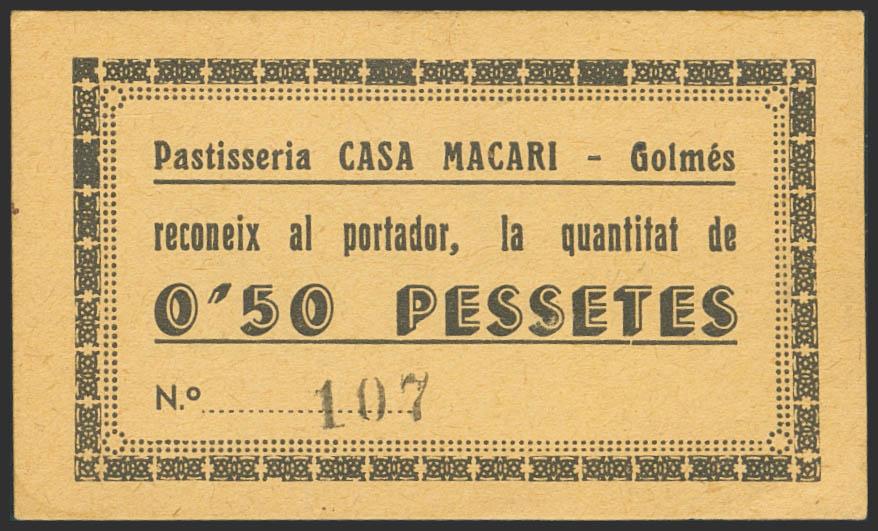 Pastisseria CASA MACARI - Golmés
reconeix al portador, la quantitat de
0'50 PESSETES
N.º 107